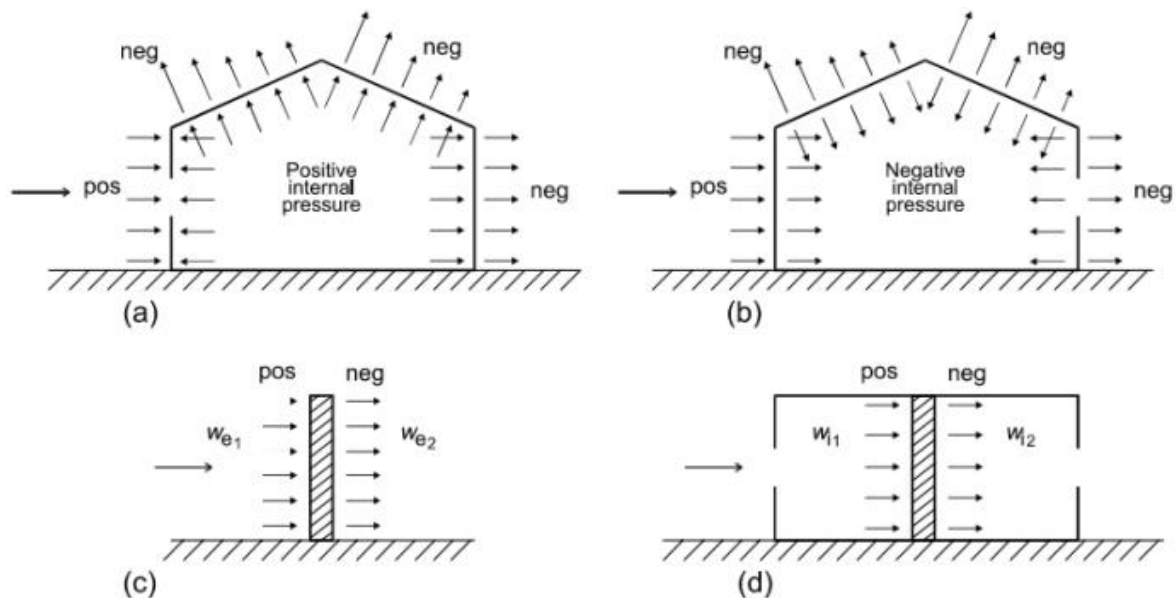 neg
neg
pos
Positive
internal
pressure
neg
(a)
neg
neg
pos
Negative
internal
pressure
neg
(b)
pos
neg
we1
we2
(c)
pos
neg
wi1
wi2
(d)